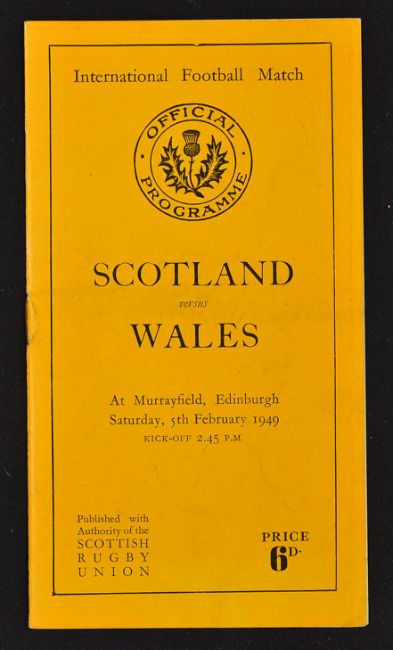 International Football Match
· OFFICIAL ·
PROGRAMME
SCOTLAND
versus
WALES
At Murrayfield, Edinburgh
Saturday, 5th February 1949
KICK-OFF 2.45 P.M
Published with
Authority of the
SCOTTISH
RUGBY
UNION
PRICE
6D.